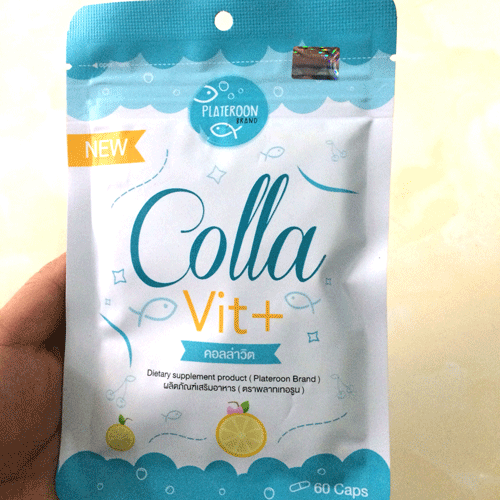 PLATEROON
BRAND
NEW
Colla
Vit+
คอลล่าวิต
Dietary supplement product ( Plateroon Brand )
ผลิตภัณฑ์เสริมอาหาร ( ตราพลาทเทอรูน )
60 Caps